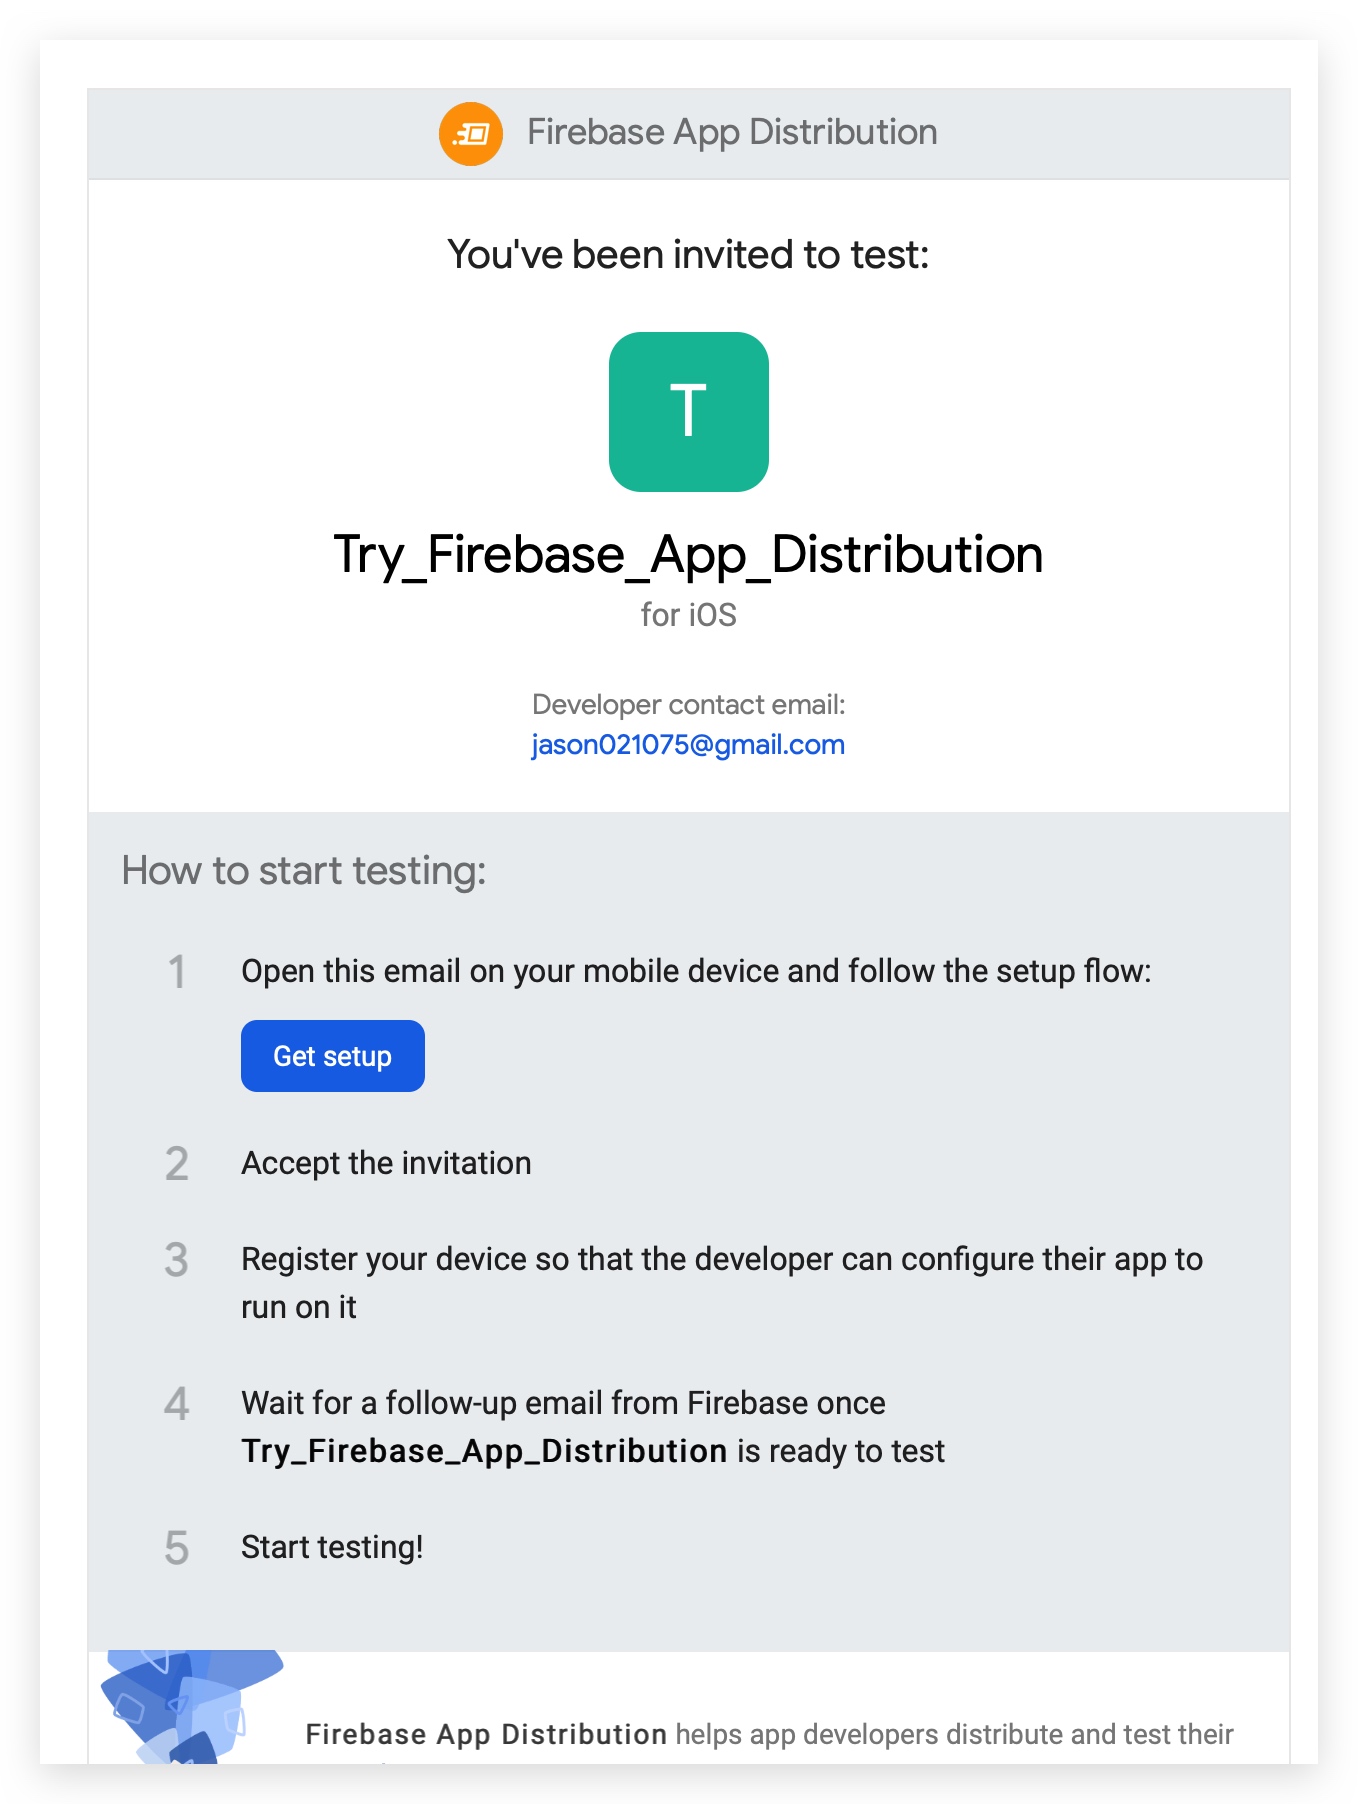 Firebase App Distribution
You've been invited to test:
T
Try_Firebase_App_Distribution
for iOS
Developer contact email:
jason021075@gmail.com
How to start testing:
1 Open this email on your mobile device and follow the setup flow:
Get setup
2 Accept the invitation
3 Register your device so that the developer can configure their app to
run on it
4 Wait for a follow-up email from Firebase once
Try_Firebase_App_Distribution is ready to test
5 Start testing!
Firebase App Distribution helps app developers distribute and test their